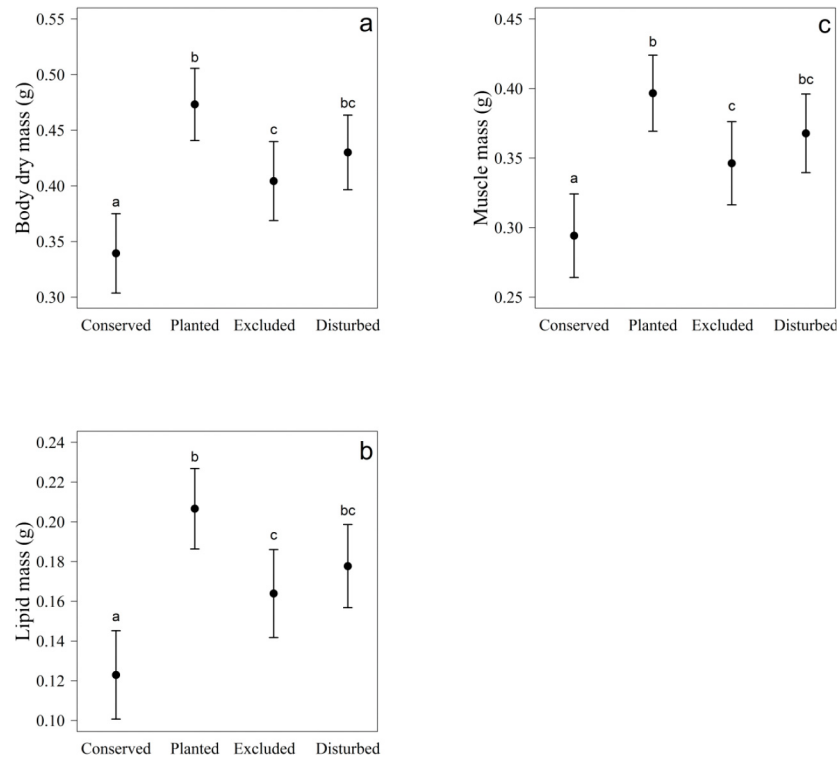 a
Body dry mass (g)
0.55
0.50
0.45
0.40
0.35
0.30
a
b
c
bc
Conserved Planted Excluded Disturbed
c
Muscle mass (g)
0.45
0.40
0.35
0.30
0.25
a
b
c
bc
Conserved Planted Excluded Disturbed
b
Lipid mass (g)
0.24
0.22
0.20
0.18
0.16
0.14
0.12
0.10
a
b
c
bc
Conserved Planted Excluded Disturbed